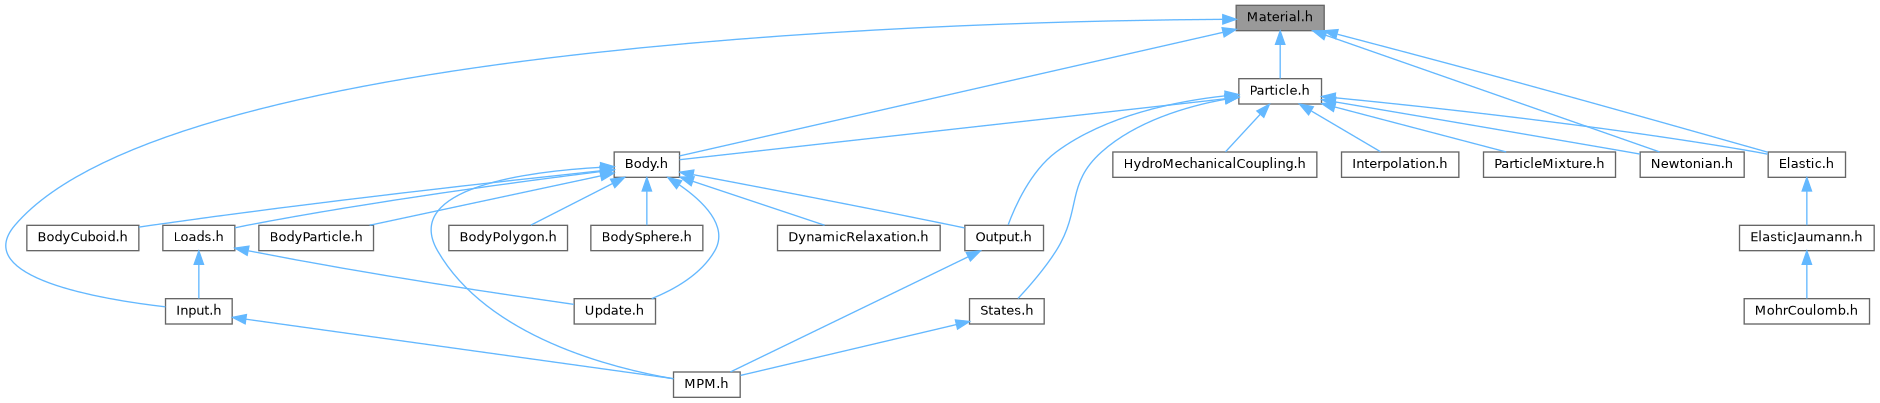 Material.h
Particle.h
Body.h
HydroMechanicalCoupling.h
Interpolation.h
ParticleMixture.h
Newtonian.h
Elastic.h
BodyCuboid.h
Loads.h
BodyParticle.h
BodyPolygon.h
BodySphere.h
DynamicRelaxation.h
Output.h
ElasticJaumann.h
Input.h
Update.h
States.h
MohrCoulomb.h
MPM.h